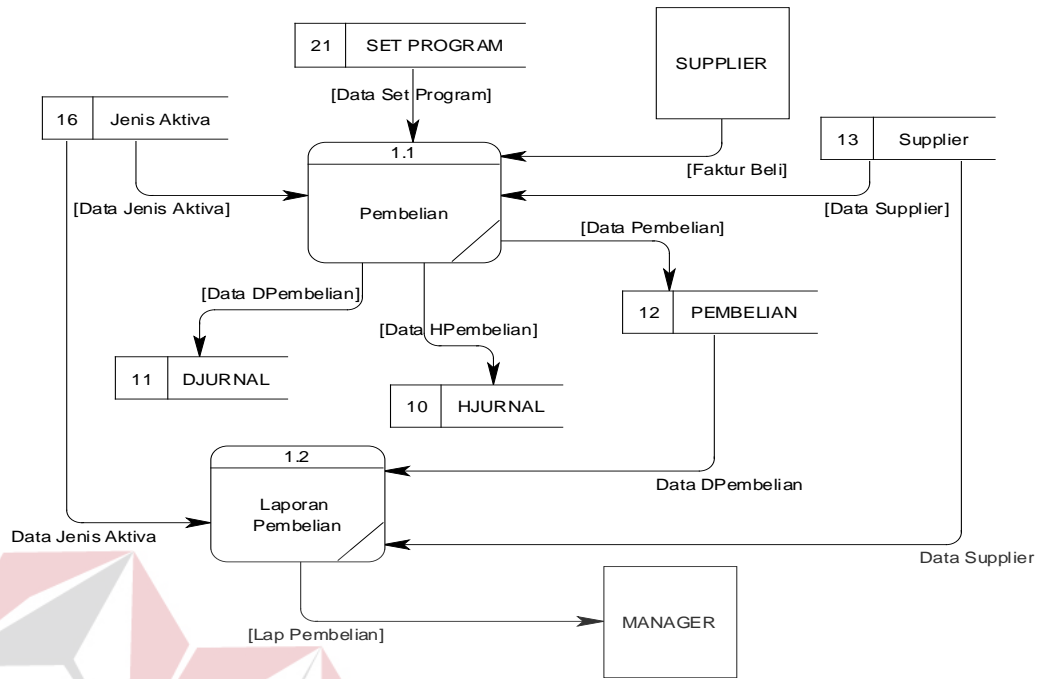 21 SET PROGRAM
SUPPLIER
[Data Set Program]
16 Jenis Aktiva
13 Supplier
1.1
[Faktur Beli]
[Data Jenis Aktiva]
Pembelian
[Data Supplier]
[Data Pembelian]
[Data DPembelian]
12 PEMBELIAN
[Data HPembelian]
11 DJURNAL
10 HJURNAL
1.2
Data DPembelian
Laporan
Pembelian
Data Jenis Aktiva
Data Supplier
MANAGER
[Lap Pembelian]